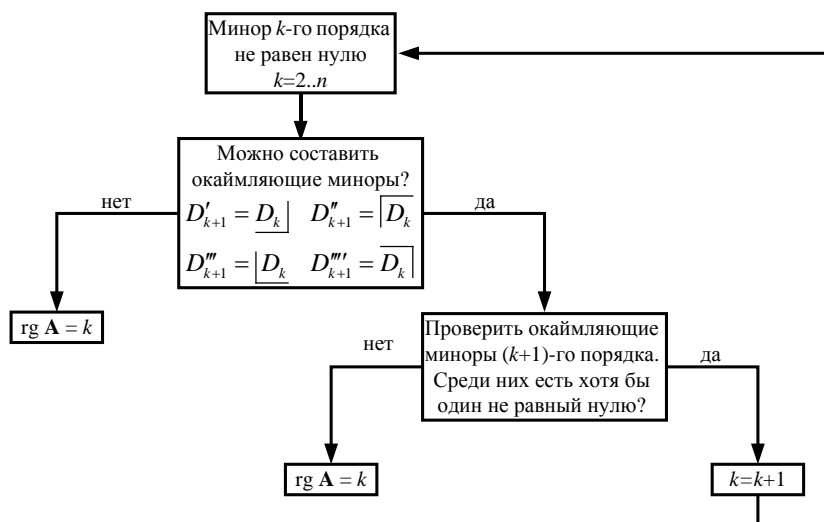 Минор k-го порядка
не равен нулю
k=2..n
Можно составить
окаймляющие миноры?
нет
да
D′ₖ₊₁ = Dₖ D″ₖ₊₁ = Dₖ
D‴ₖ₊₁ = Dₖ D⁗ₖ₊₁ = Dₖ
rg A = k
Проверить окаймляющие
миноры (k+1)-го порядка.
Среди них есть хотя бы
один не равный нулю?
нет
да
rg A = k
k=k+1